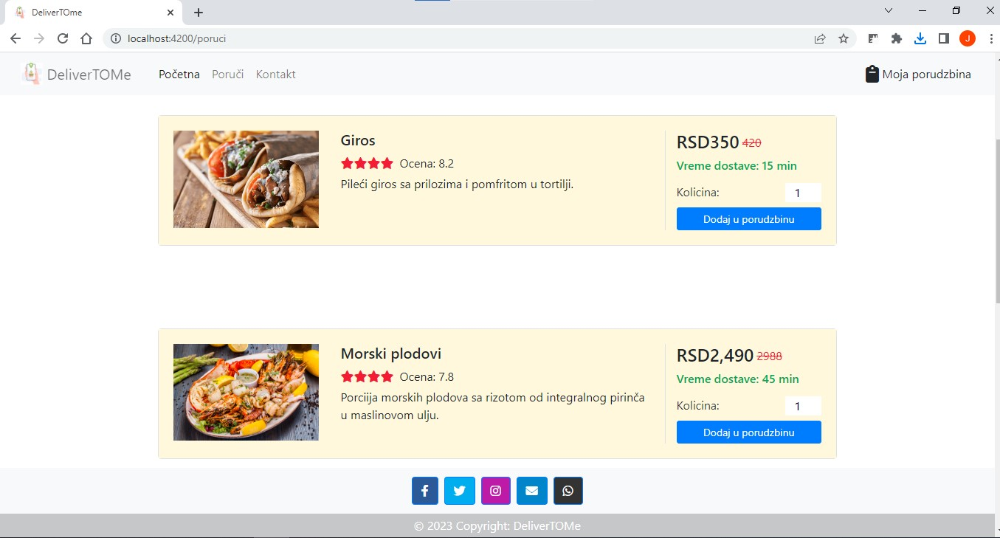 DeliverTOme
localhost:4200/poruci
J
DeliverTOMe Početna Poruči Kontakt Moja porudzbina
Giros
Ocena: 8.2
Pileći giros sa prilozima i pomfritom u tortilji.
RSD350 420
Vreme dostave: 15 min
Kolicina: 1
Dodaj u porudzbinu
Morski plodovi
Ocena: 7.8
Porciija morskih plodova sa rizotom od integralnog pirinča
u maslinovom ulju.
RSD2,490 2988
Vreme dostave: 45 min
Kolicina: 1
Dodaj u porudzbinu
© 2023 Copyright: DeliverTOMe